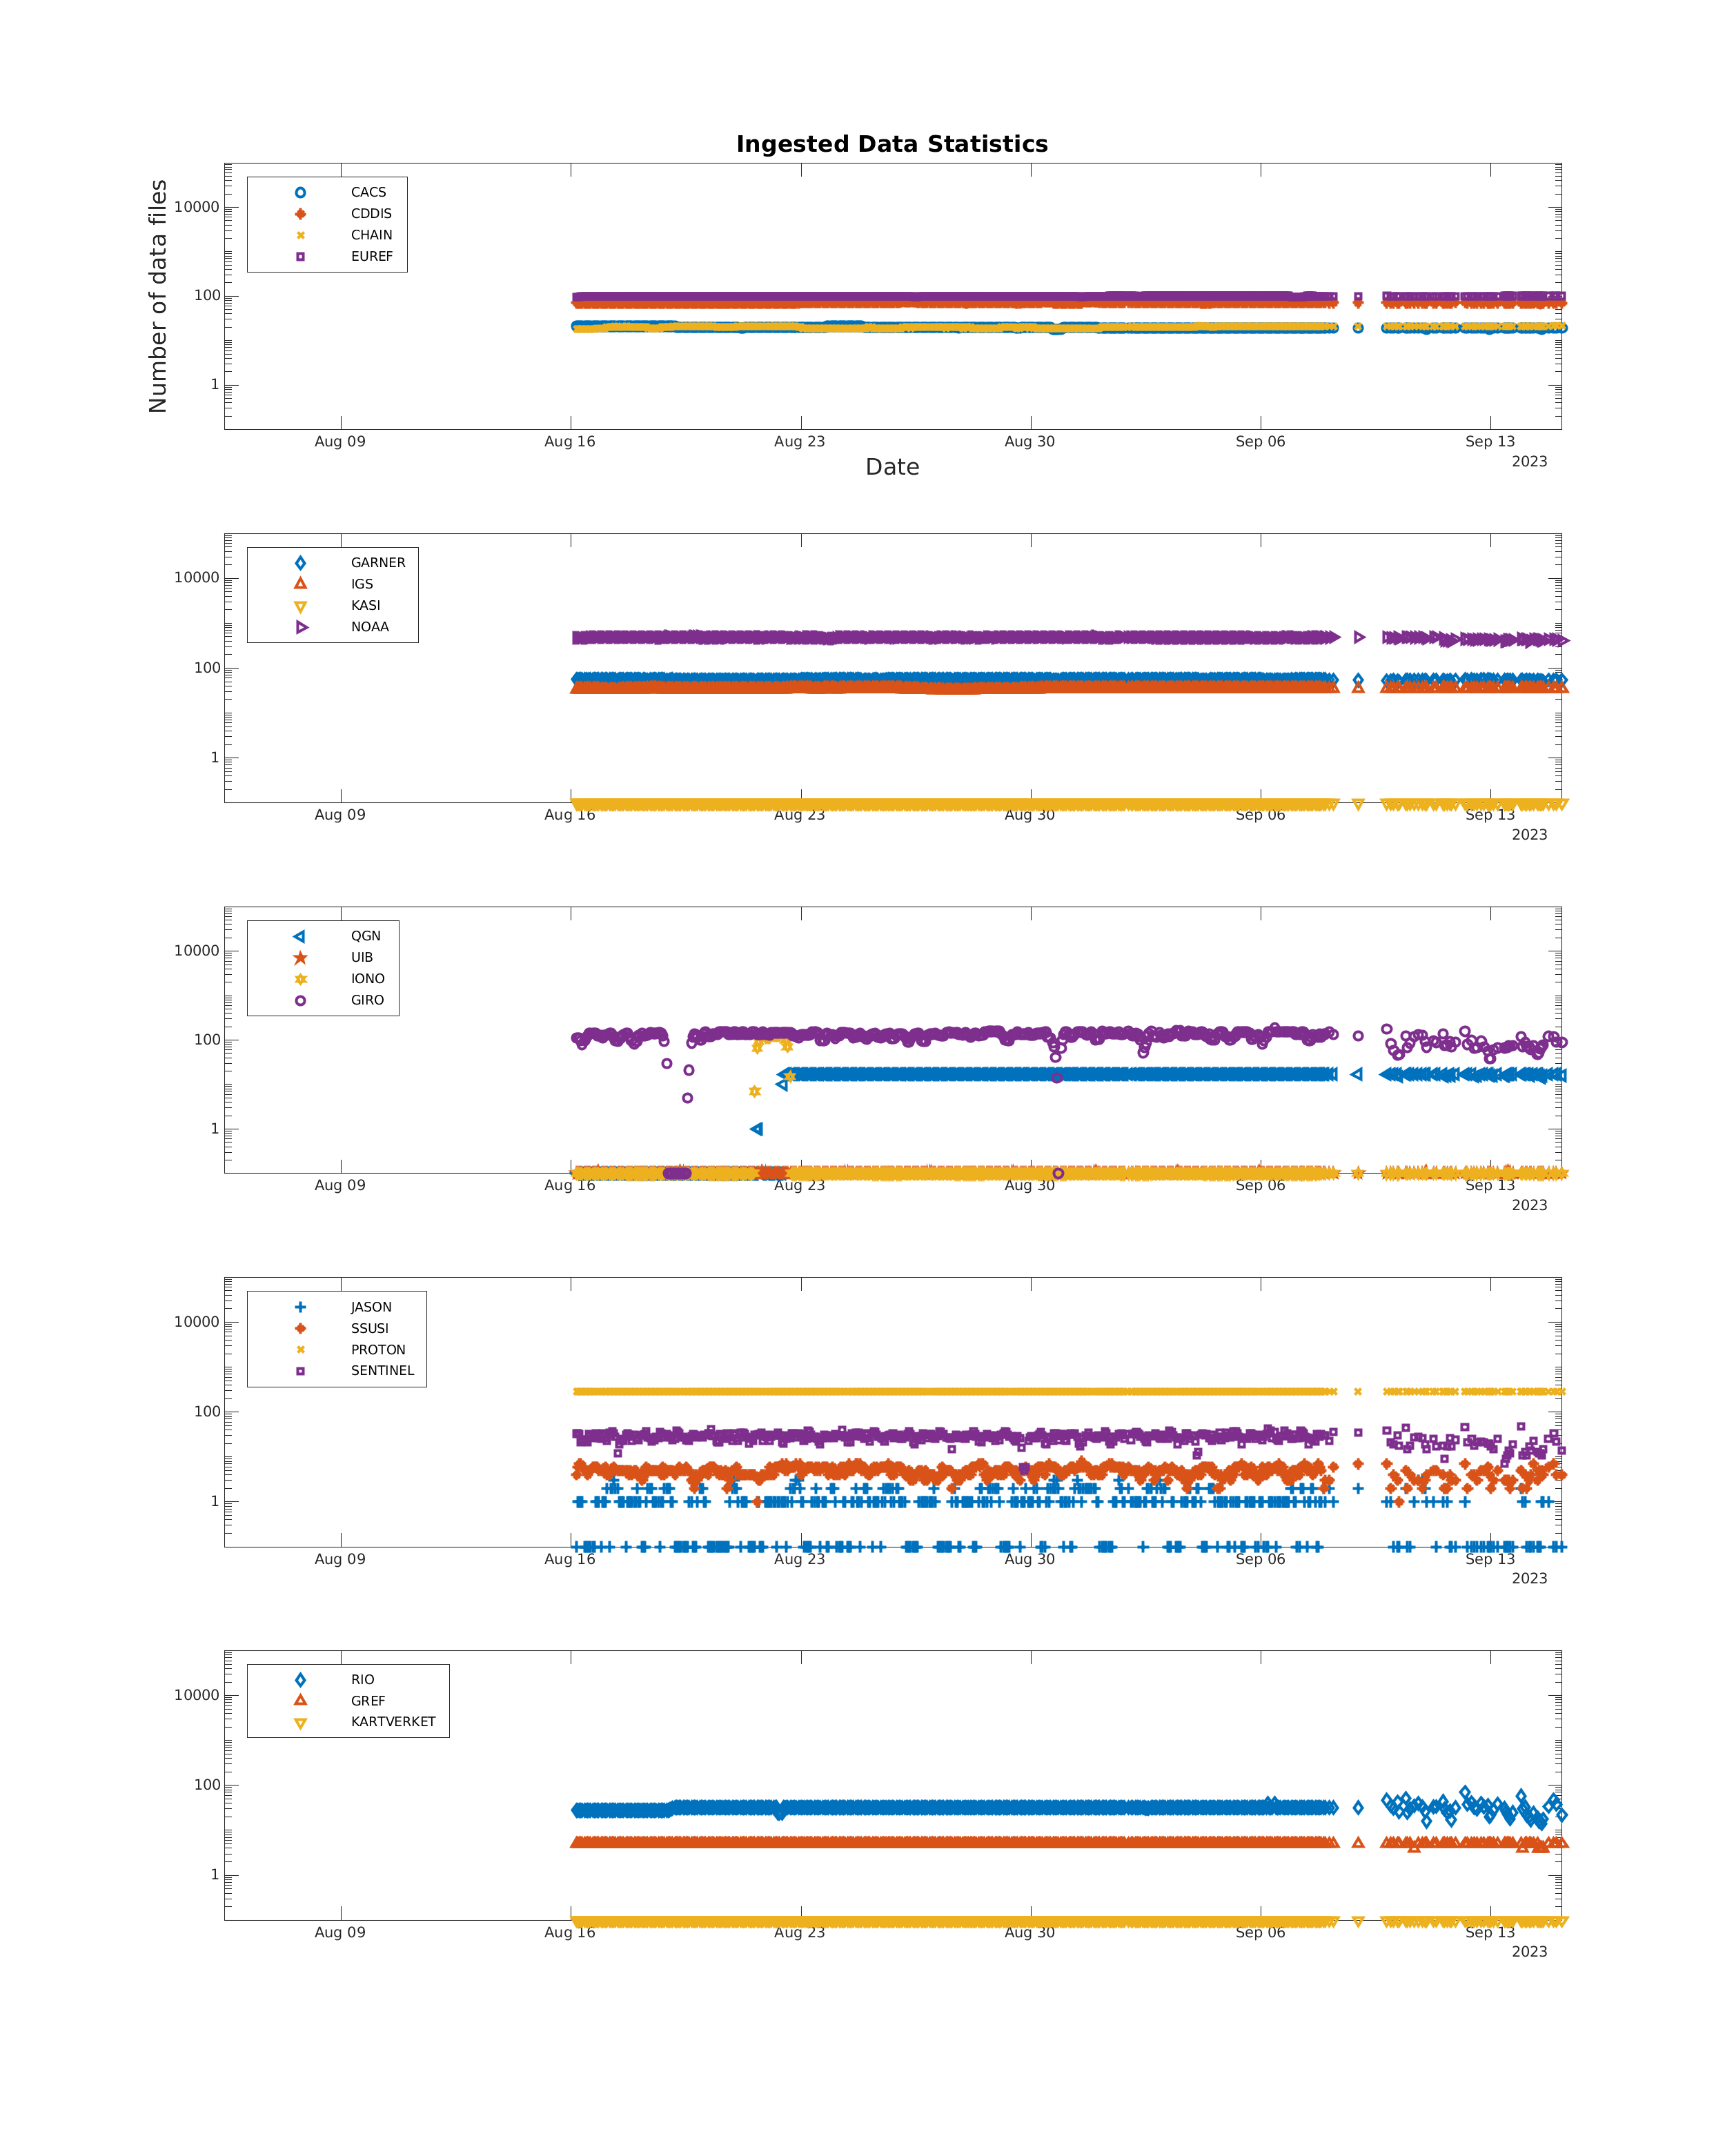 Ingested Data Statistics
Number of data files
10000
100
1
CACS
CDDIS
CHAIN
EUREF
Aug 09 Aug 16 Aug 23 Aug 30 Sep 06 Sep 13
2023
Date
10000
100
1
GARNER
IGS
KASI
NOAA
Aug 09 Aug 16 Aug 23 Aug 30 Sep 06 Sep 13
2023
10000
100
1
QGN
UIB
IONO
GIRO
Aug 09 Aug 16 Aug 23 Aug 30 Sep 06 Sep 13
2023
10000
100
1
JASON
SSUSI
PROTON
SENTINEL
Aug 09 Aug 16 Aug 23 Aug 30 Sep 06 Sep 13
2023
10000
100
1
RIO
GREF
KARTVERKET
Aug 09 Aug 16 Aug 23 Aug 30 Sep 06 Sep 13
2023